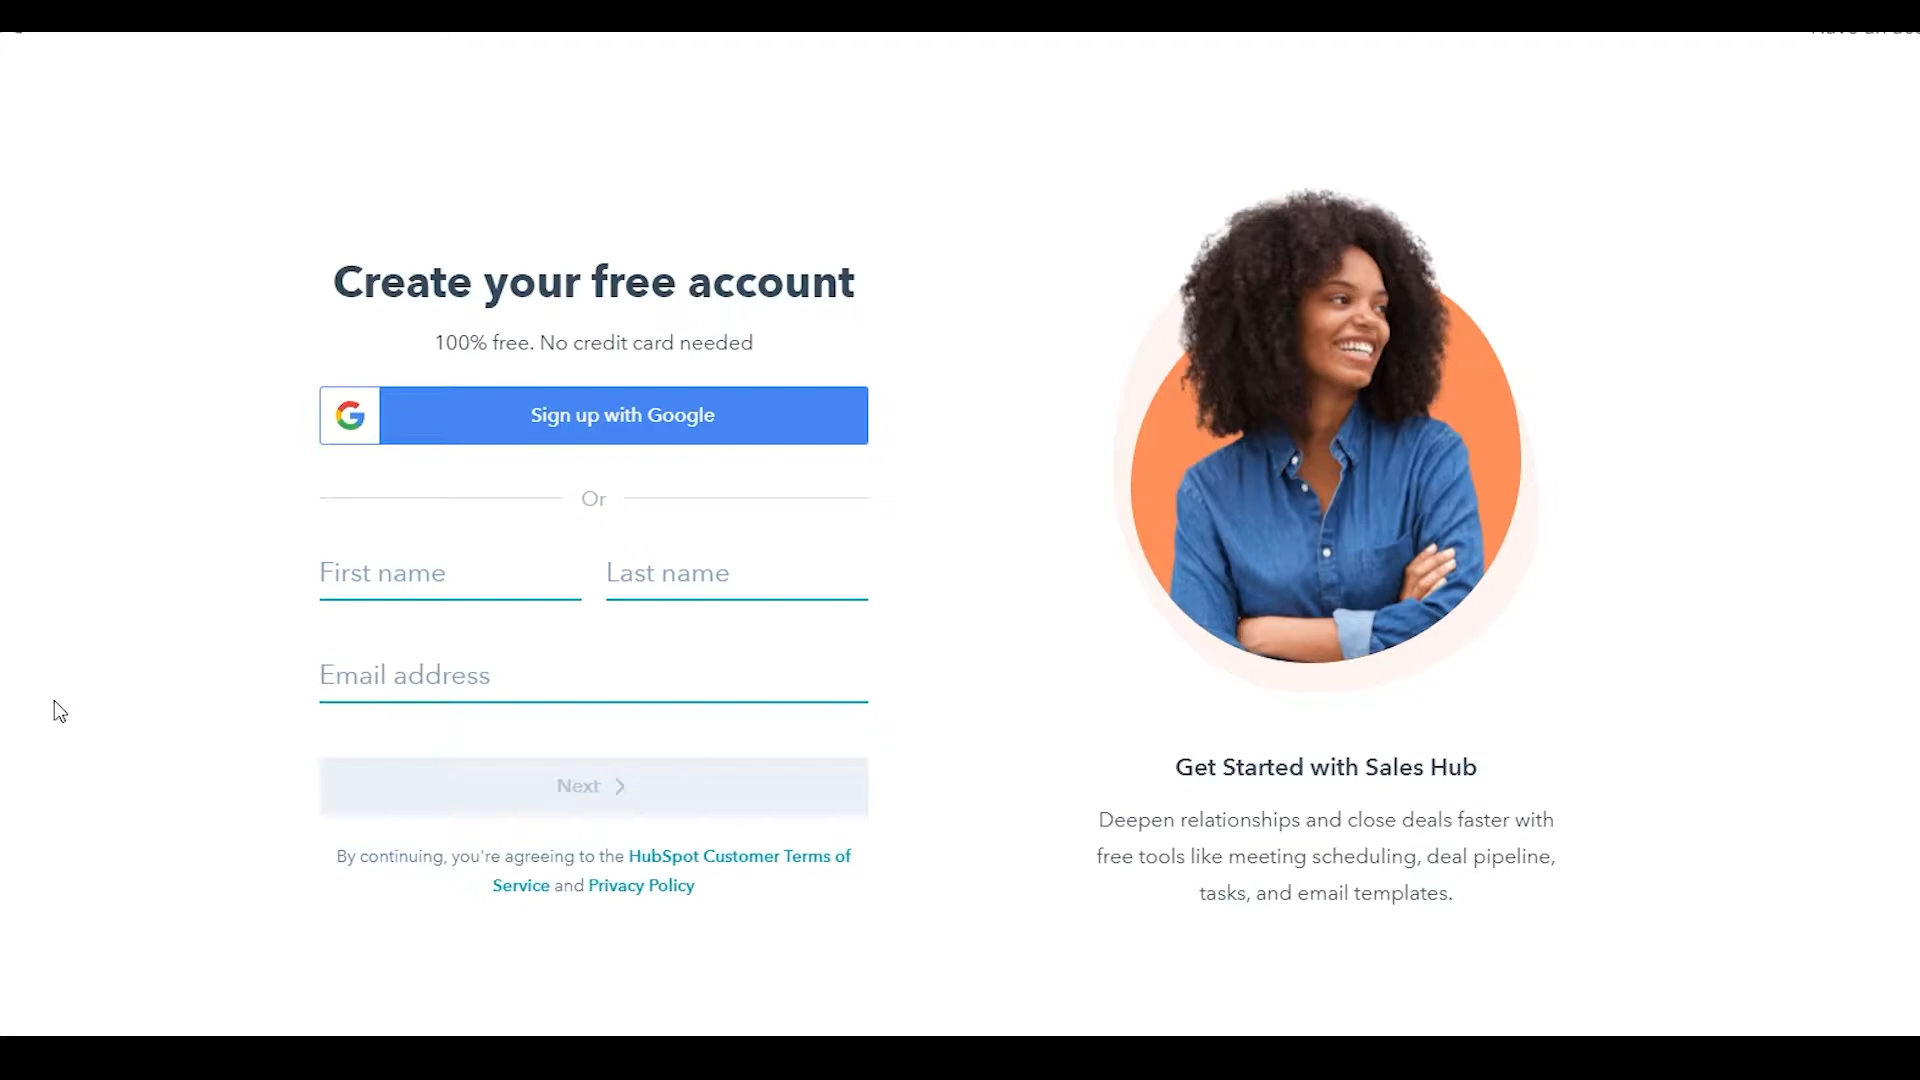 Create your free account
100% free. No credit card needed
Sign up with Google
Or
First name
Last name
Email address
Next
By continuing, you're agreeing to the HubSpot Customer Terms of
Service and Privacy Policy
Get Started with Sales Hub
Deepen relationships and close deals faster with
free tools like meeting scheduling, deal pipeline,
tasks, and email templates.